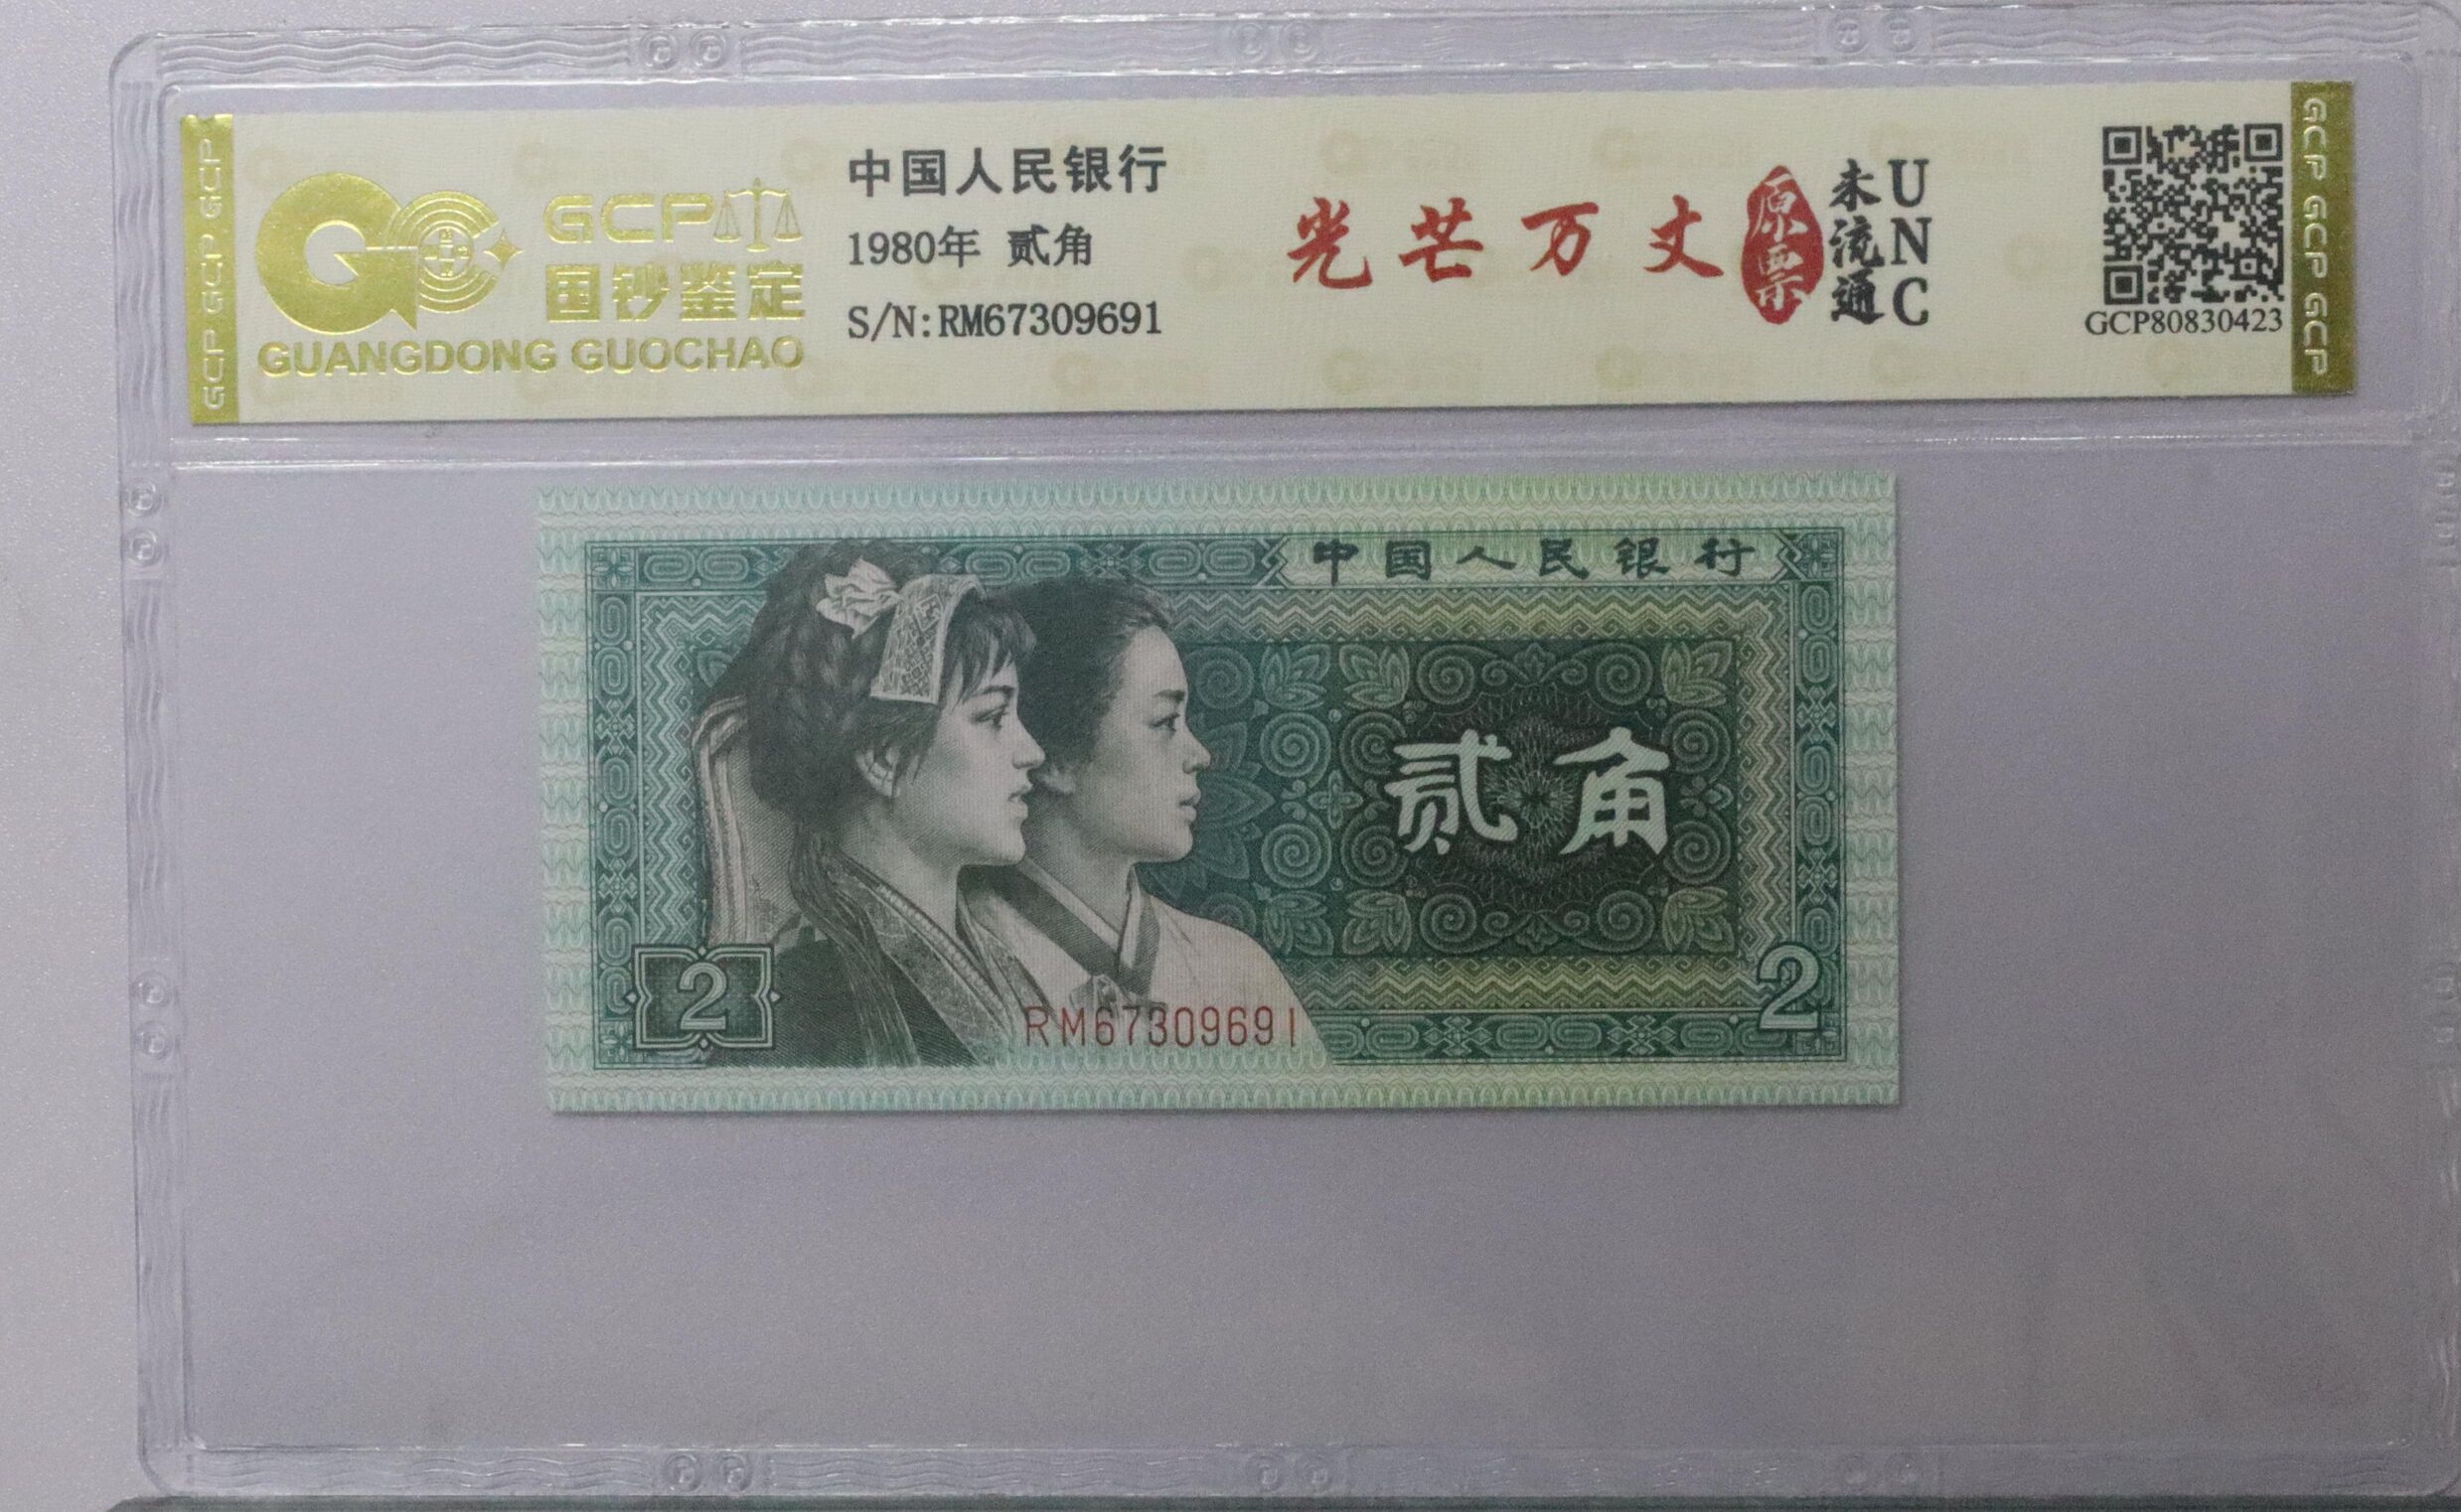 GCP GCP GCP
GCP
国钞鉴定
GUANGDONG GUOCHAO
中国人民银行
1980年 贰角
S/N:RM67309691
光芒万丈
原票
未流通
UNC
GCP80830423
GCP GCP GCP
中国人民银行
贰角
2
RM67309691
2